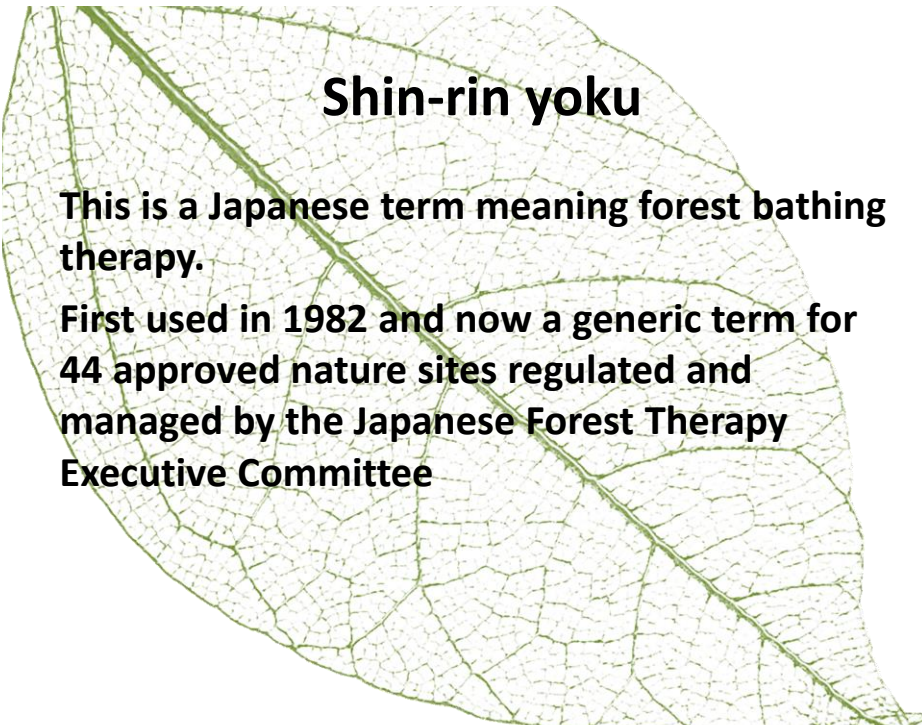 Shin-rin yoku
This is a Japanese term meaning forest bathing
therapy.
First used in 1982 and now a generic term for
44 approved nature sites regulated and
managed by the Japanese Forest Therapy
Executive Committee